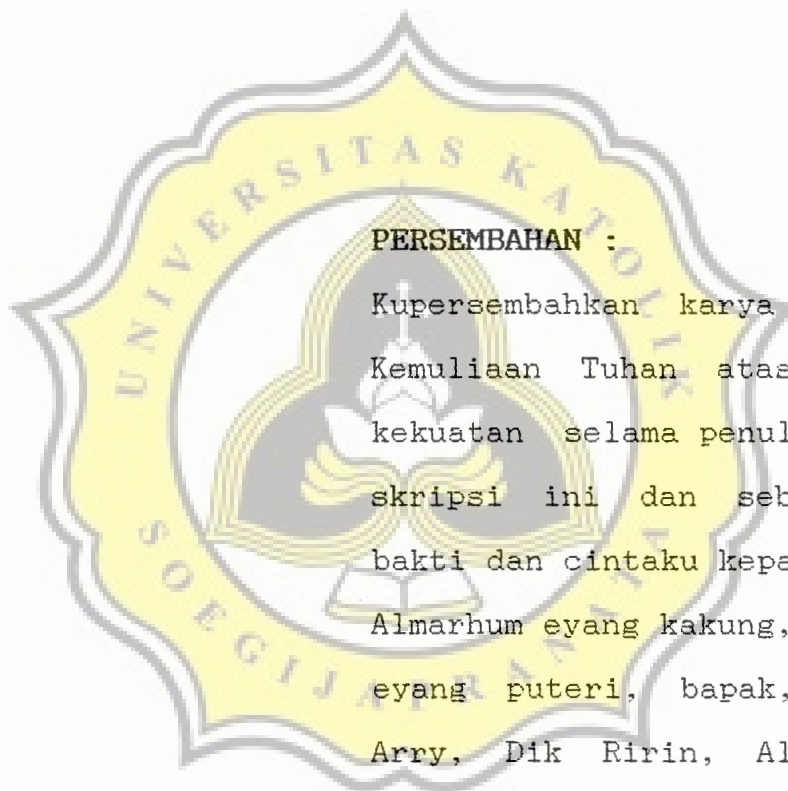 UNIVERSITAS KATOLIK
SOEGIJAPRANATA
PERSEMBAHAN :
Kupersembahkan karya
Kemuliaan Tuhan atas
kekuatan selama penul
skripsi ini dan seb
bakti dan cintaku kepa
Almarhum eyang kakung,
eyang puteri, bapak,
Arry, Dik Ririn, Al